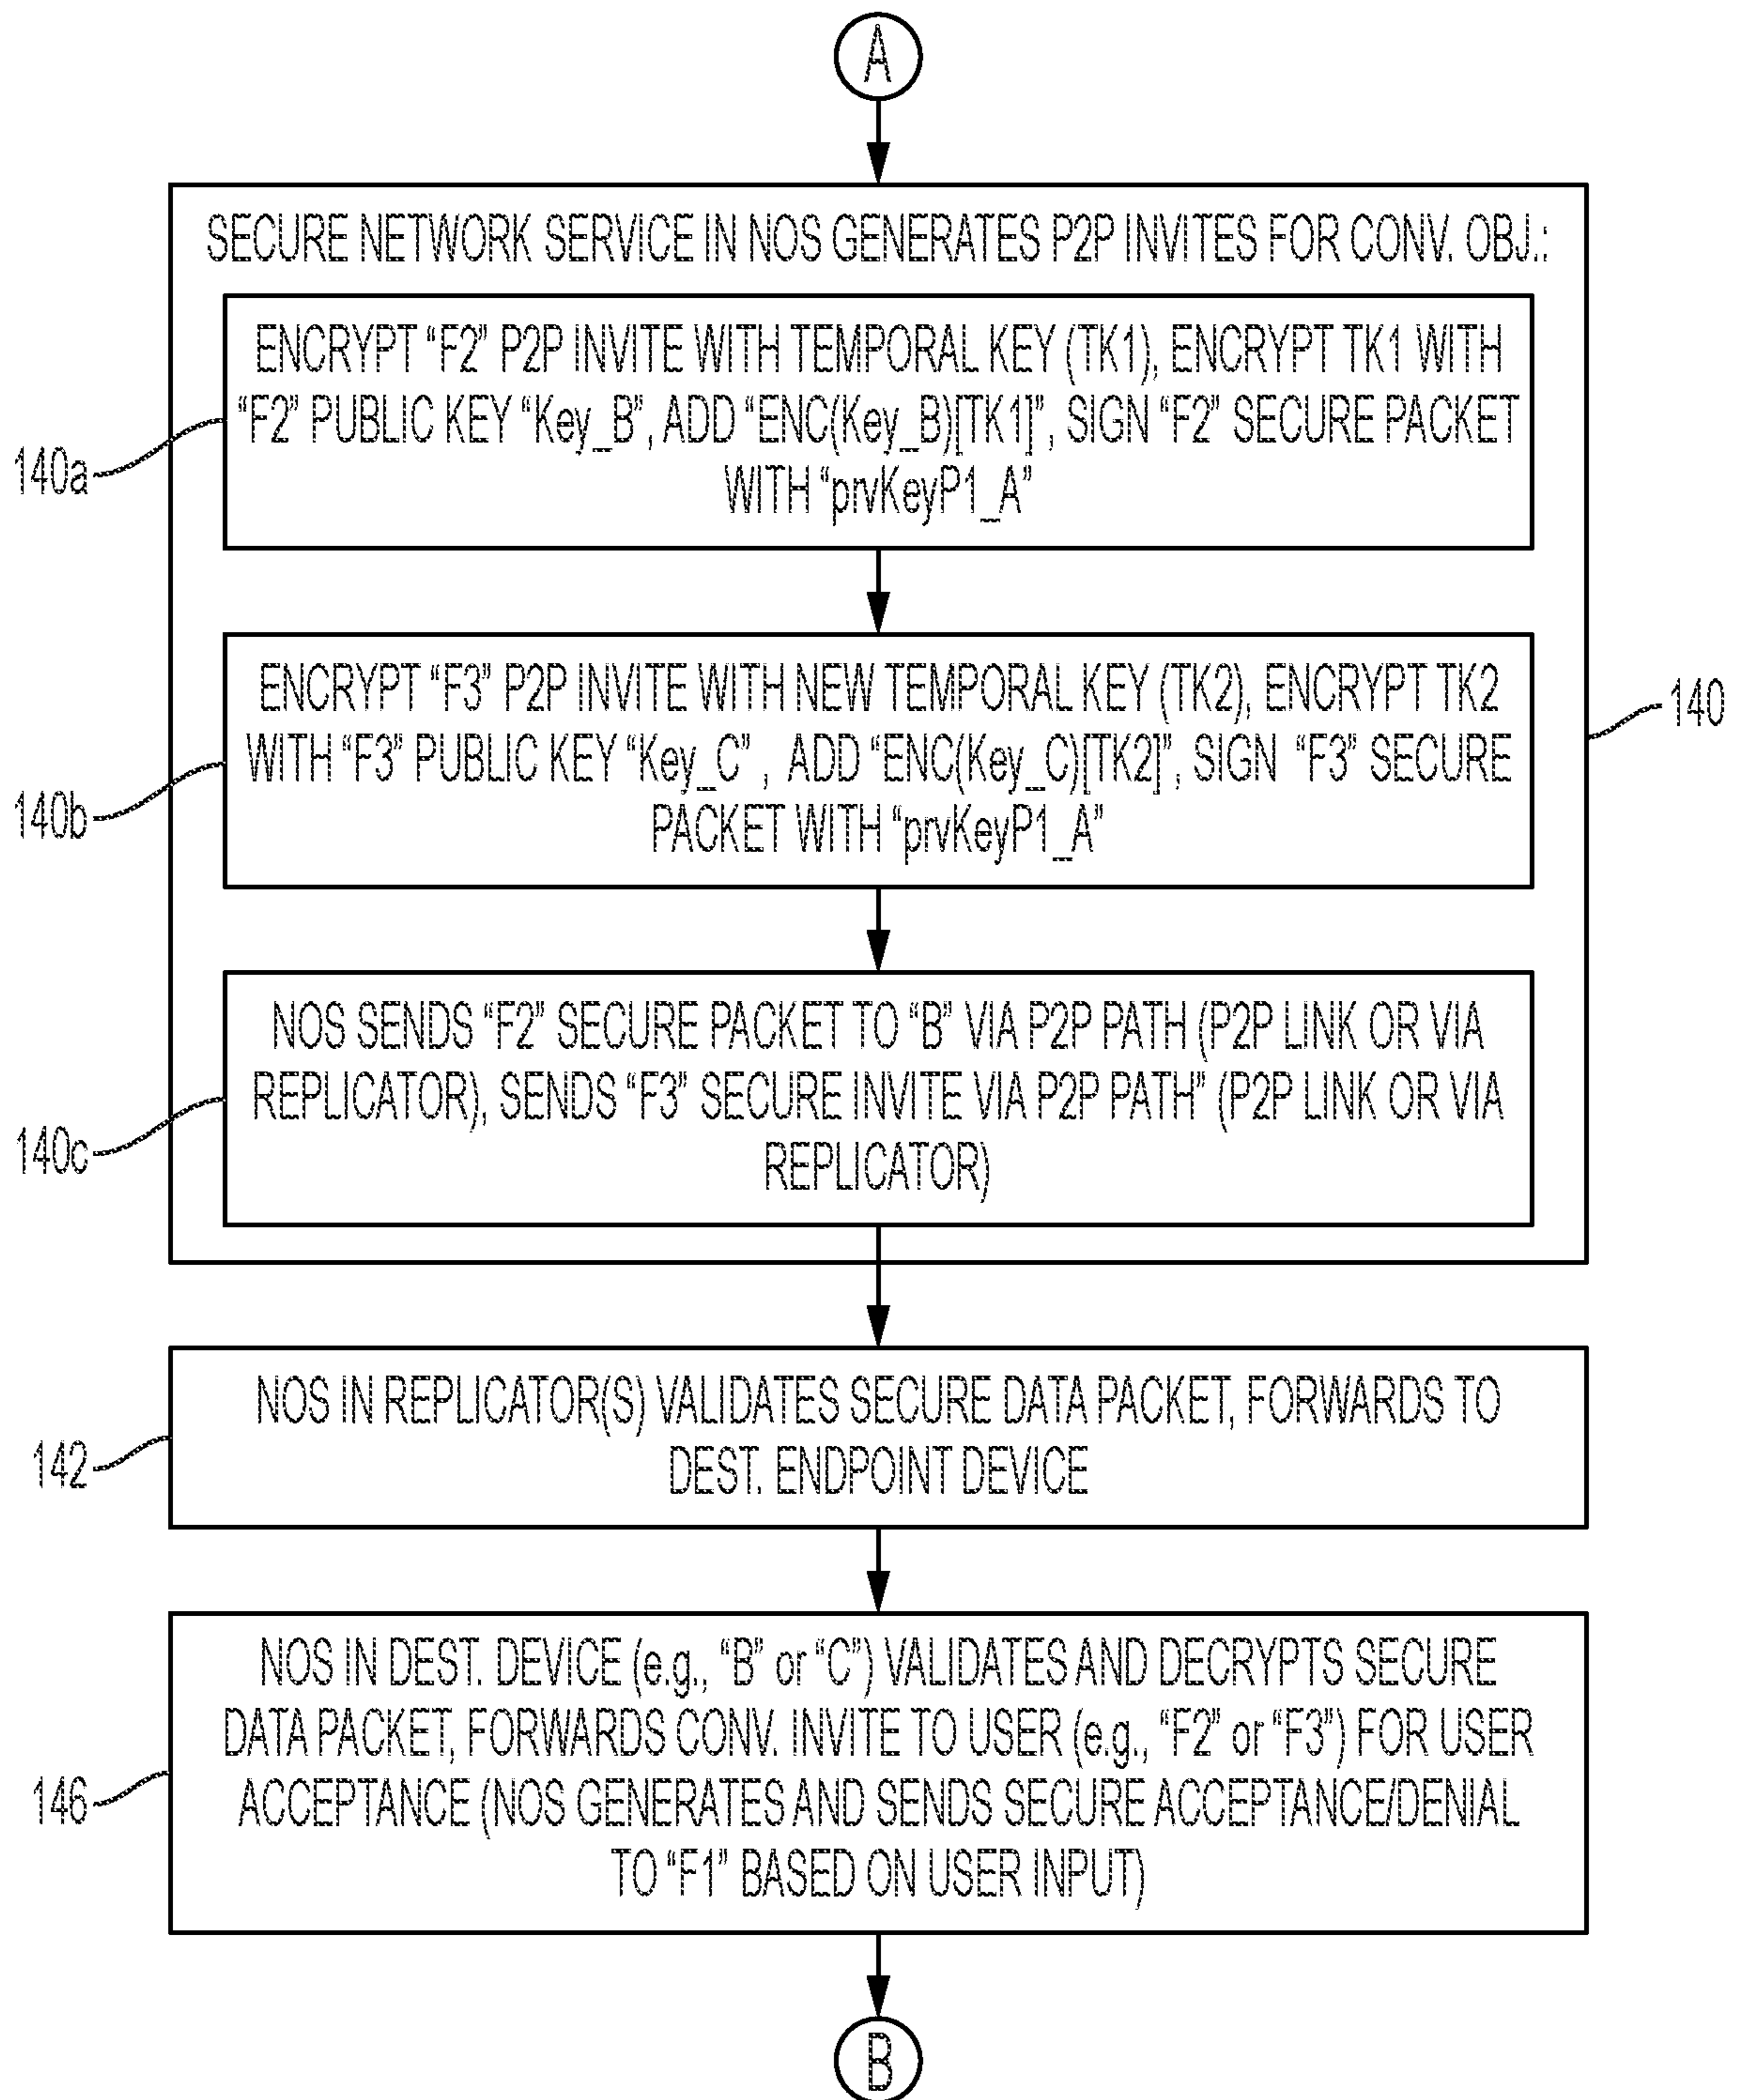 A
SECURE NETWORK SERVICE IN NOS GENERATES P2P INVITES FOR CONV. OBJ.:
ENCRYPT “F2” P2P INVITE WITH TEMPORAL KEY (TK1), ENCRYPT TK1 WITH
“F2” PUBLIC KEY “Key_B”, ADD “ENC(Key_B)[TK1]”, SIGN “F2” SECURE PACKET
WITH “prvKeyP1_A”
140a
ENCRYPT “F3” P2P INVITE WITH NEW TEMPORAL KEY (TK2), ENCRYPT TK2
WITH “F3” PUBLIC KEY “Key_C” , ADD “ENC(Key_C)[TK2]”, SIGN “F3” SECURE
PACKET WITH “prvKeyP1_A”
140
140b
NOS SENDS “F2” SECURE PACKET TO “B” VIA P2P PATH (P2P LINK OR VIA
REPLICATOR), SENDS “F3” SECURE INVITE VIA P2P PATH” (P2P LINK OR VIA
REPLICATOR)
140c
NOS IN REPLICATOR(S) VALIDATES SECURE DATA PACKET, FORWARDS TO
DEST. ENDPOINT DEVICE
142
NOS IN DEST. DEVICE (e.g., “B” or “C”) VALIDATES AND DECRYPTS SECURE
DATA PACKET, FORWARDS CONV. INVITE TO USER (e.g., “F2” or “F3”) FOR USER
ACCEPTANCE (NOS GENERATES AND SENDS SECURE ACCEPTANCE/DENIAL
TO “F1” BASED ON USER INPUT)
146
B